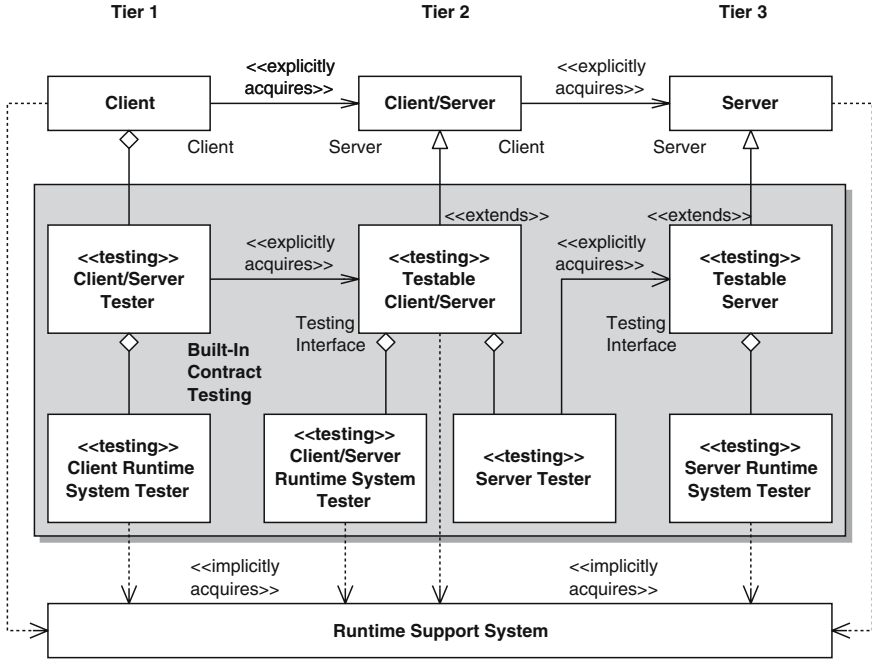 Tier 1
Tier 2
Tier 3
<<explicitly
acquires>>
<<explicitly
acquires>>
Client
Client/Server
Server
Client
Server
Client
Server
<<extends>>
<<extends>>
<<testing>>
Client/Server
Tester
<<explicitly
acquires>>
<<testing>>
Testable
Client/Server
<<explicitly
acquires>>
<<testing>>
Testable
Server
Testing
Interface
Testing
Interface
Built-In
Contract
Testing
<<testing>>
Client Runtime
System Tester
<<testing>>
Client/Server
Runtime System
Tester
<<testing>>
Server Tester
<<testing>>
Server Runtime
System Tester
<<implicitly
acquires>>
<<implicitly
acquires>>
Runtime Support System